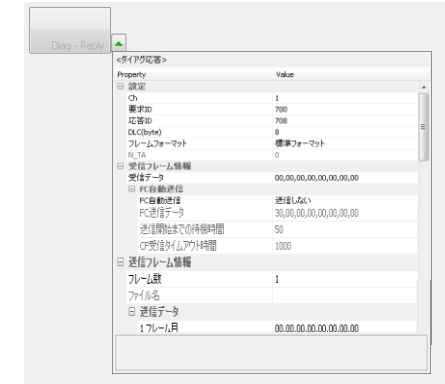 Diag - Reply
<ダイアグ応答>
Property Value
設定
Ch 1
要求ID 700
応答ID 708
DLC(byte) 8
フレームフォーマット 標準フォーマット
N_TA 0
受信フレーム情報
受信データ 00,00,00,00,00,00,00,00
FC自動送信
FC自動送信 送信しない
FC送信データ 30,00,00,00,00,00,00,00
送信開始までの待機時間 50
CF受信タイムアウト時間 1000
送信フレーム情報
フレーム数 1
ファイル名
送信データ
1フレーム目 00,00,00,00,00,00,00,00